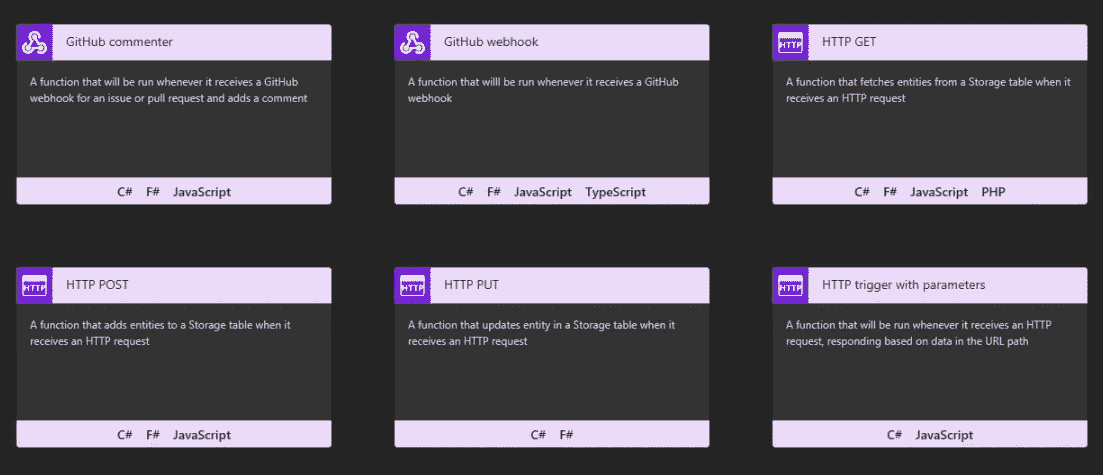 GitHub commenter
A function that will be run whenever it receives a GitHub
webhook for an issue or pull request and adds a comment
C# F# JavaScript
GitHub webhook
A function that willl be run whenever it receives a GitHub
webhook
C# F# JavaScript TypeScript
HTTP
HTTP GET
A function that fetches entities from a Storage table when it
receives an HTTP request
C# F# JavaScript PHP
HTTP
HTTP POST
A function that adds entities to a Storage table when it
receives an HTTP request
C# F# JavaScript
HTTP
HTTP PUT
A function that updates entity in a Storage table when it
receives an HTTP request
C# F#
HTTP
HTTP trigger with parameters
A function that will be run whenever it receives an HTTP
request, responding based on data in the URL path
C# JavaScript